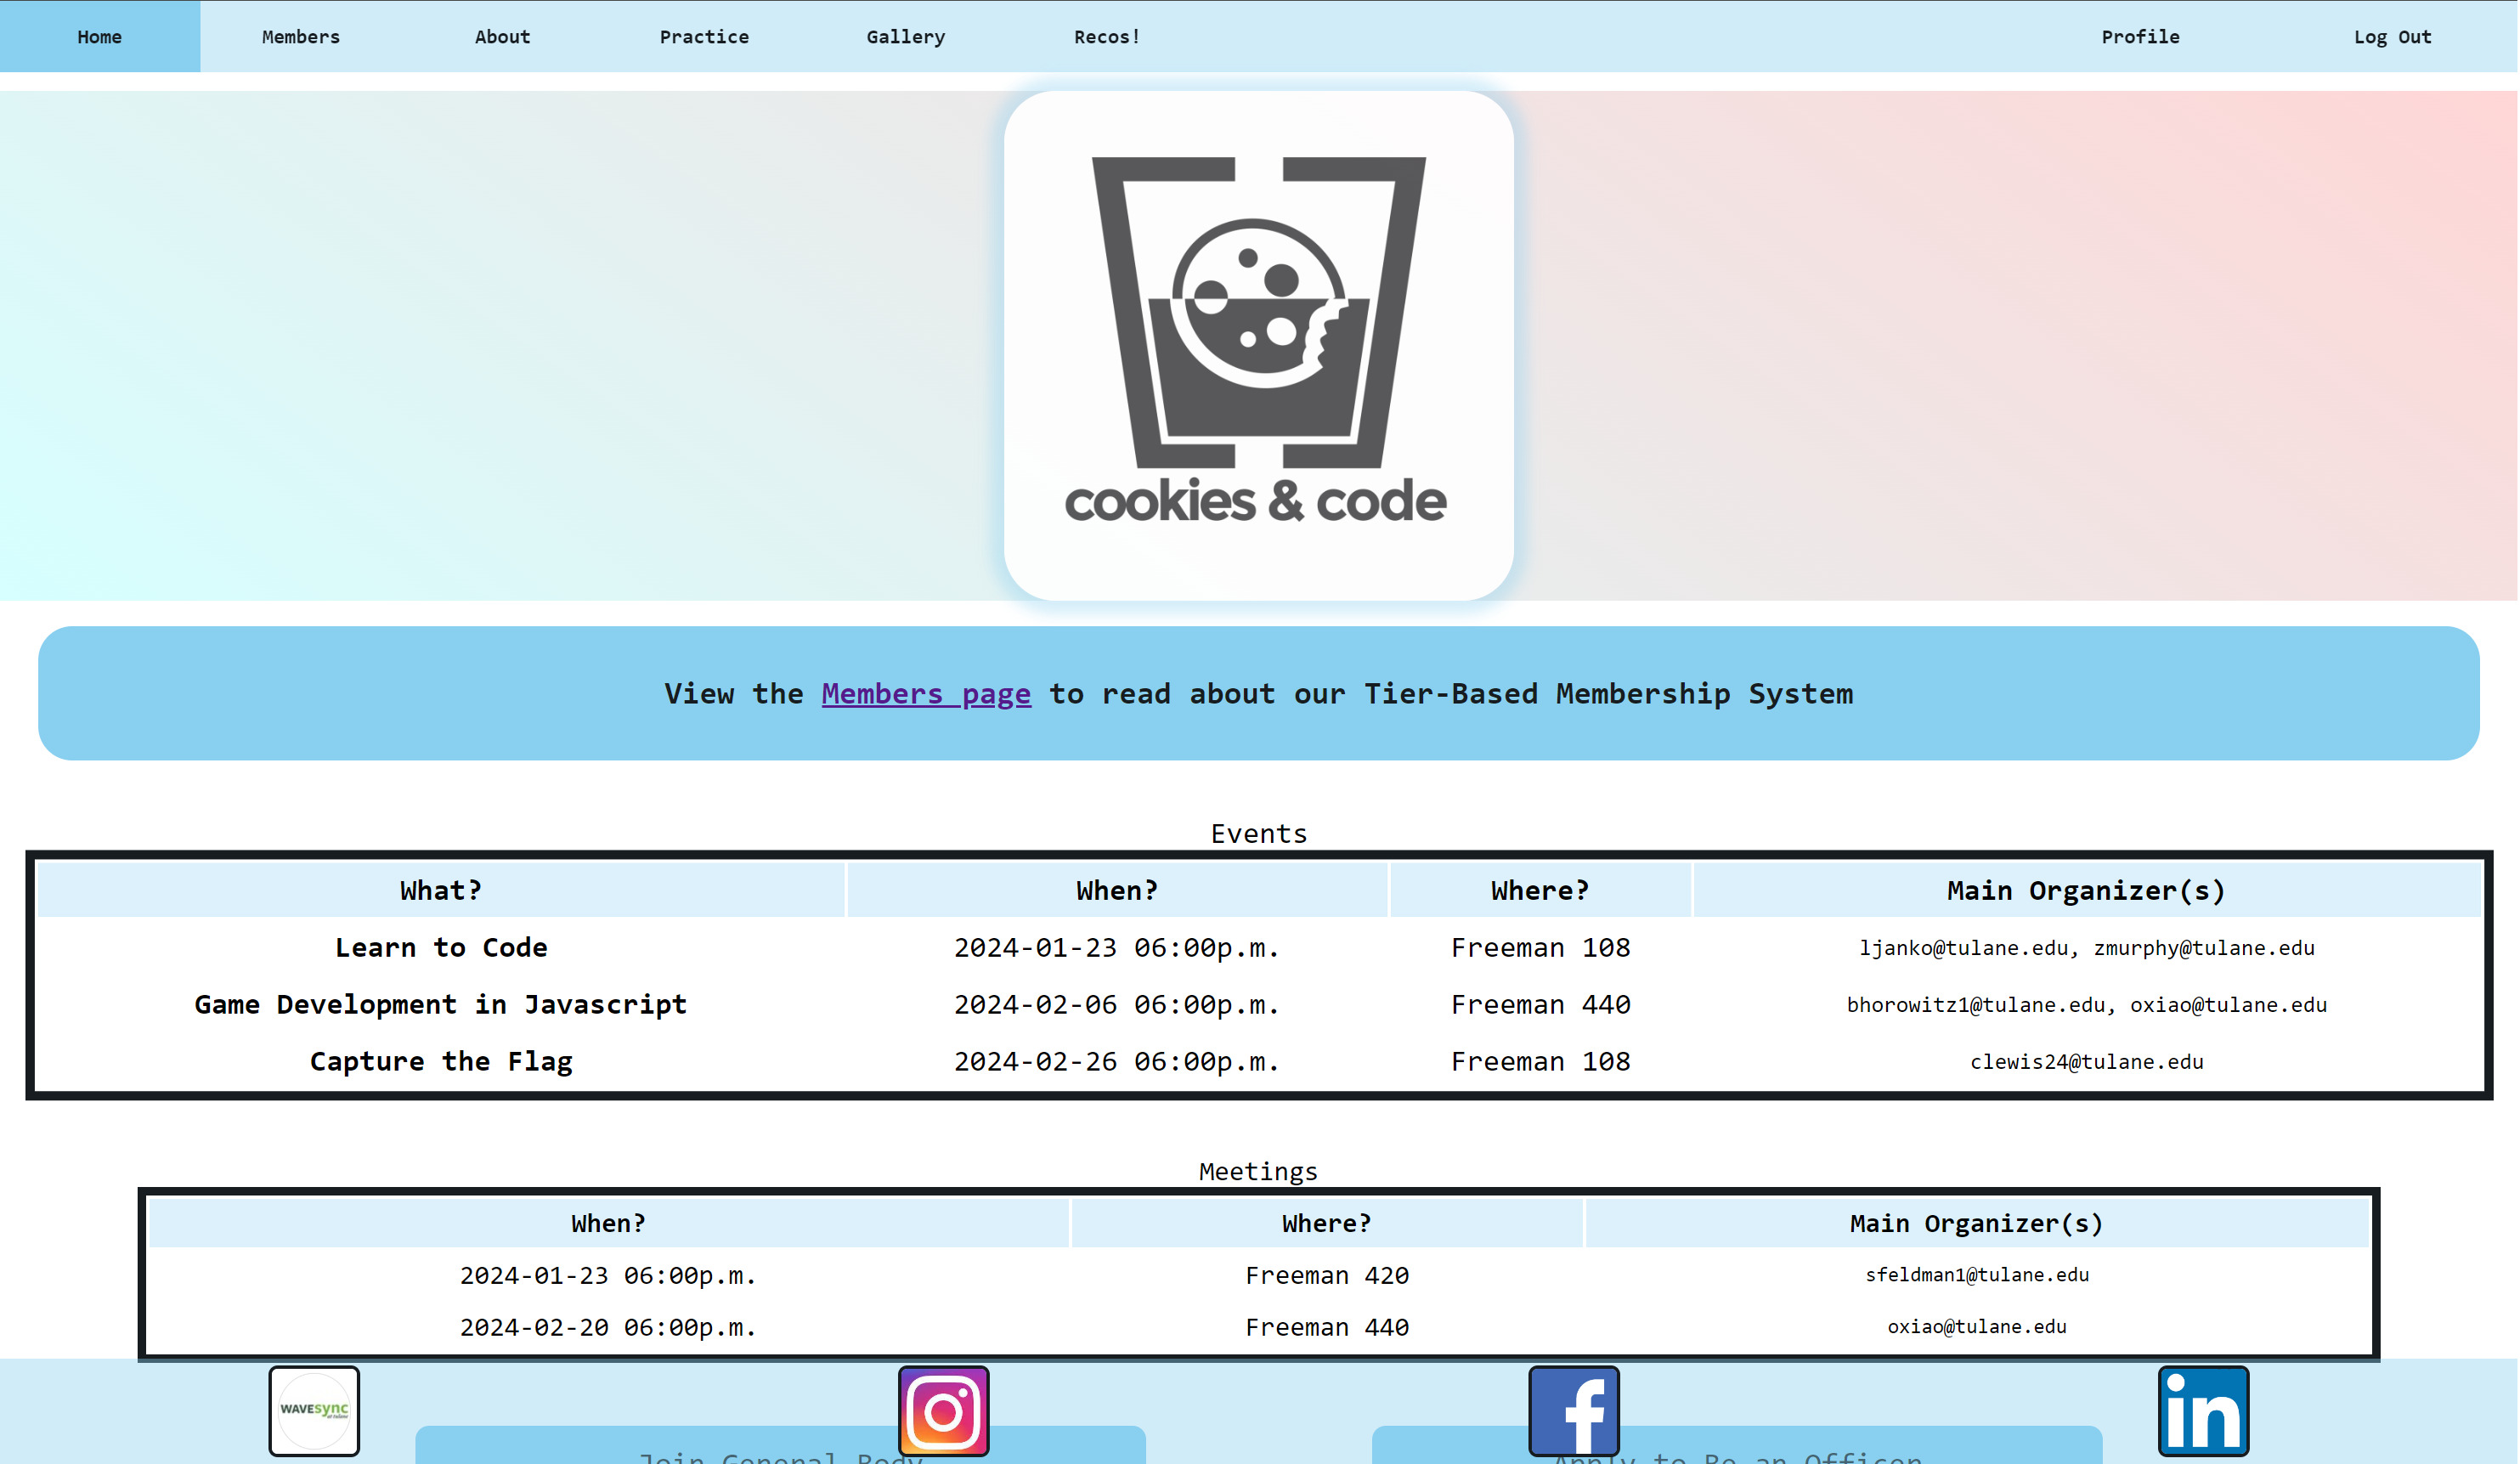 Home Members About Practice Gallery Recos! Profile Log Out
cookies & code
View the Members page to read about our Tier-Based Membership System
Events
What? When? Where? Main Organizer(s)
Learn to Code 2024-01-23 06:00p.m. Freeman 108 ljanko@tulane.edu, zmurphy@tulane.edu
Game Development in Javascript 2024-02-06 06:00p.m. Freeman 440 bhorowitz1@tulane.edu, oxiao@tulane.edu
Capture the Flag 2024-02-26 06:00p.m. Freeman 108 clewis24@tulane.edu
Meetings
When? Where? Main Organizer(s)
2024-01-23 06:00p.m. Freeman 420 sfeldman1@tulane.edu
2024-02-20 06:00p.m. Freeman 440 oxiao@tulane.edu
WAVEsync
at tulane
f
in
Join General Body Apply to Be an Officer